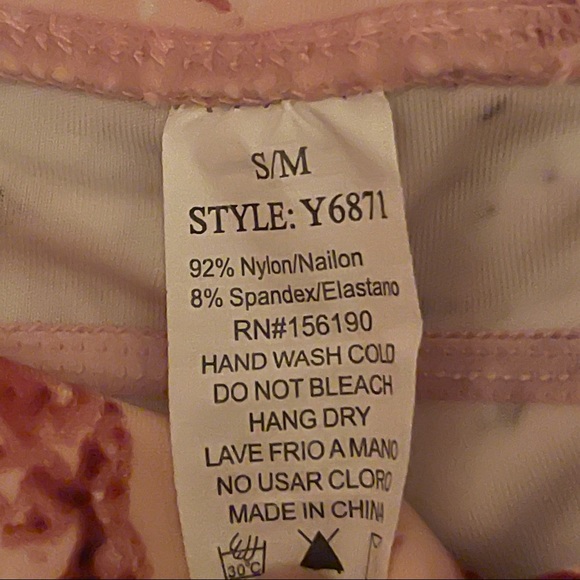 S/M
STYLE: Y6871
92% Nylon/Nailon
8% Spandex/Elastano
RN#156190
HAND WASH COLD
DO NOT BLEACH
HANG DRY
LAVE FRIO A MANO
NO USAR CLORO
MADE IN CHINA
30°C